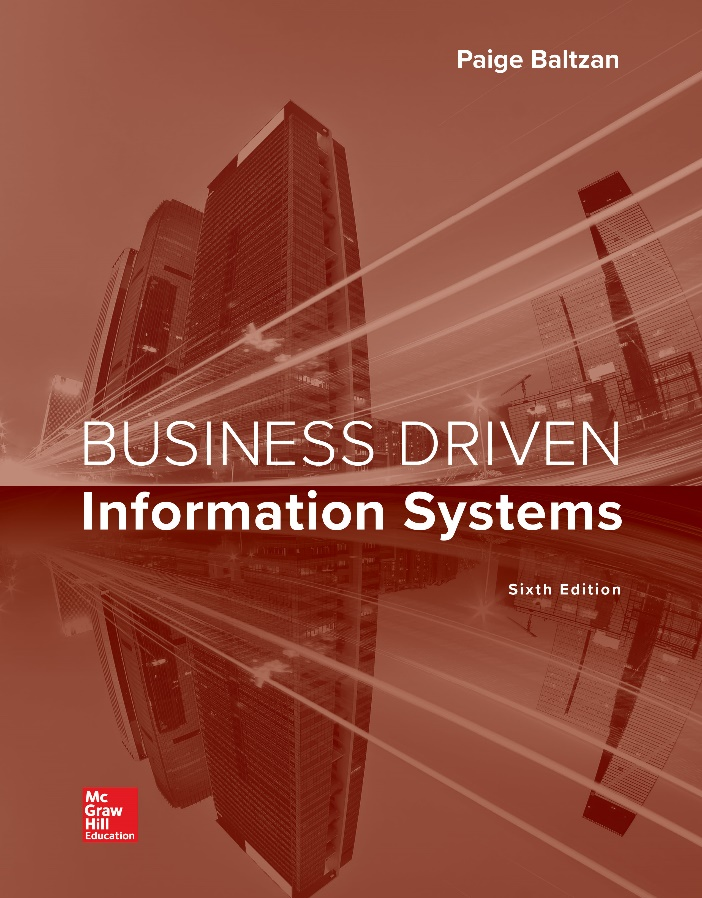 Paige Baltzan
BUSINESS DRIVEN
Information Systems
Sixth Edition
Mc
Graw
Hill
Education